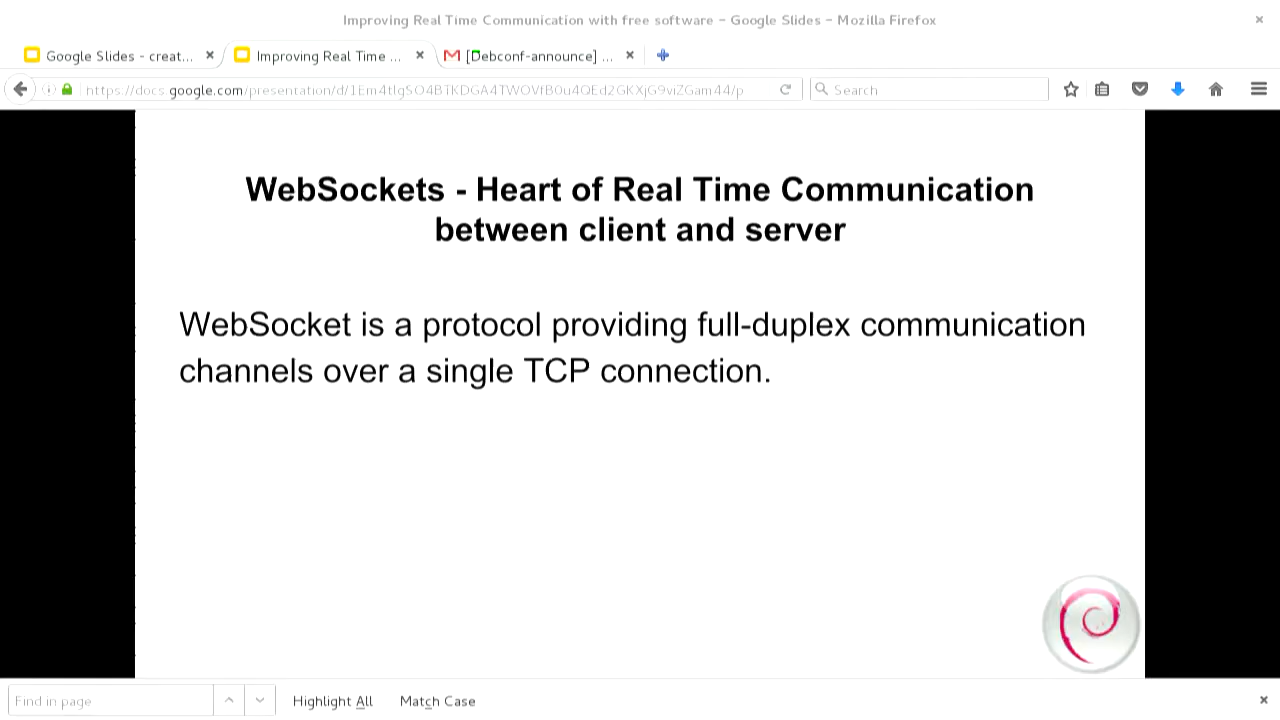 Improving Real Time Communication with free software - Google Slides - Mozilla Firefox
Google Slides - creat...
Improving Real Time ...
[Debconf-announce] ...
Search
WebSockets - Heart of Real Time Communication
between client and server
WebSocket is a protocol providing full-duplex communication
channels over a single TCP connection.
Find in page
Highlight All
Match Case